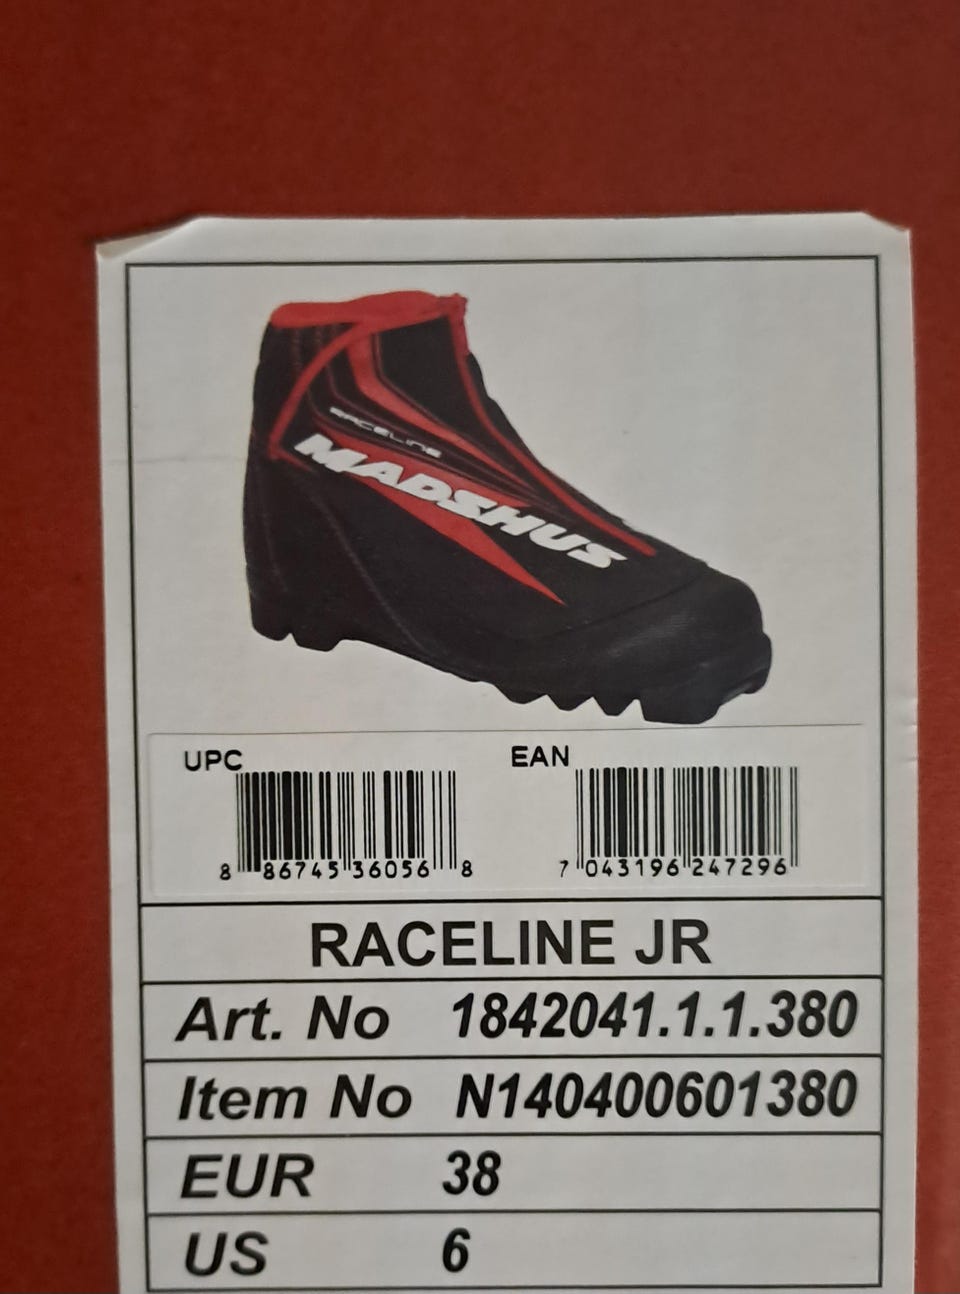 RACELINE
MADSHUS
UPC
8 86745 36056 8
EAN
7 043196 247296
RACELINE JR
Art. No 1842041.1.1.380
Item No N140400601380
EUR 38
US 6